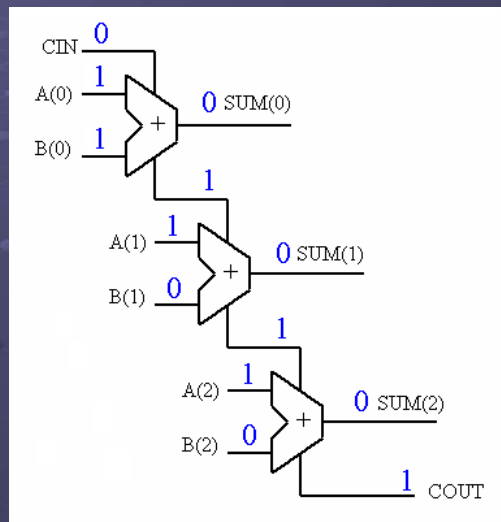 CIN 0
A(0) 1
0 SUM(0)
+
B(0) 1
1
A(1) 1
0 SUM(1)
+
B(1) 0
1
A(2) 1
0 SUM(2)
+
B(2) 0
1 COUT